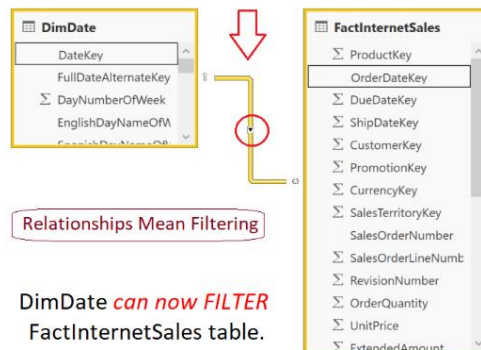 DimDate
DateKey
FullDateAlternateKey
Σ DayNumberOfWeek
EnglishDayNameOfW
Relationships Mean Filtering
DimDate can now FILTER
FactInternetSales table.
FactInternetSales
Σ ProductKey
OrderDateKey
Σ DueDateKey
Σ ShipDateKey
Σ CustomerKey
Σ PromotionKey
Σ CurrencyKey
Σ SalesTerritoryKey
SalesOrderNumber
Σ SalesOrderLineNumb
Σ RevisionNumber
Σ OrderQuantity
Σ UnitPrice
Σ ExtendedAmount